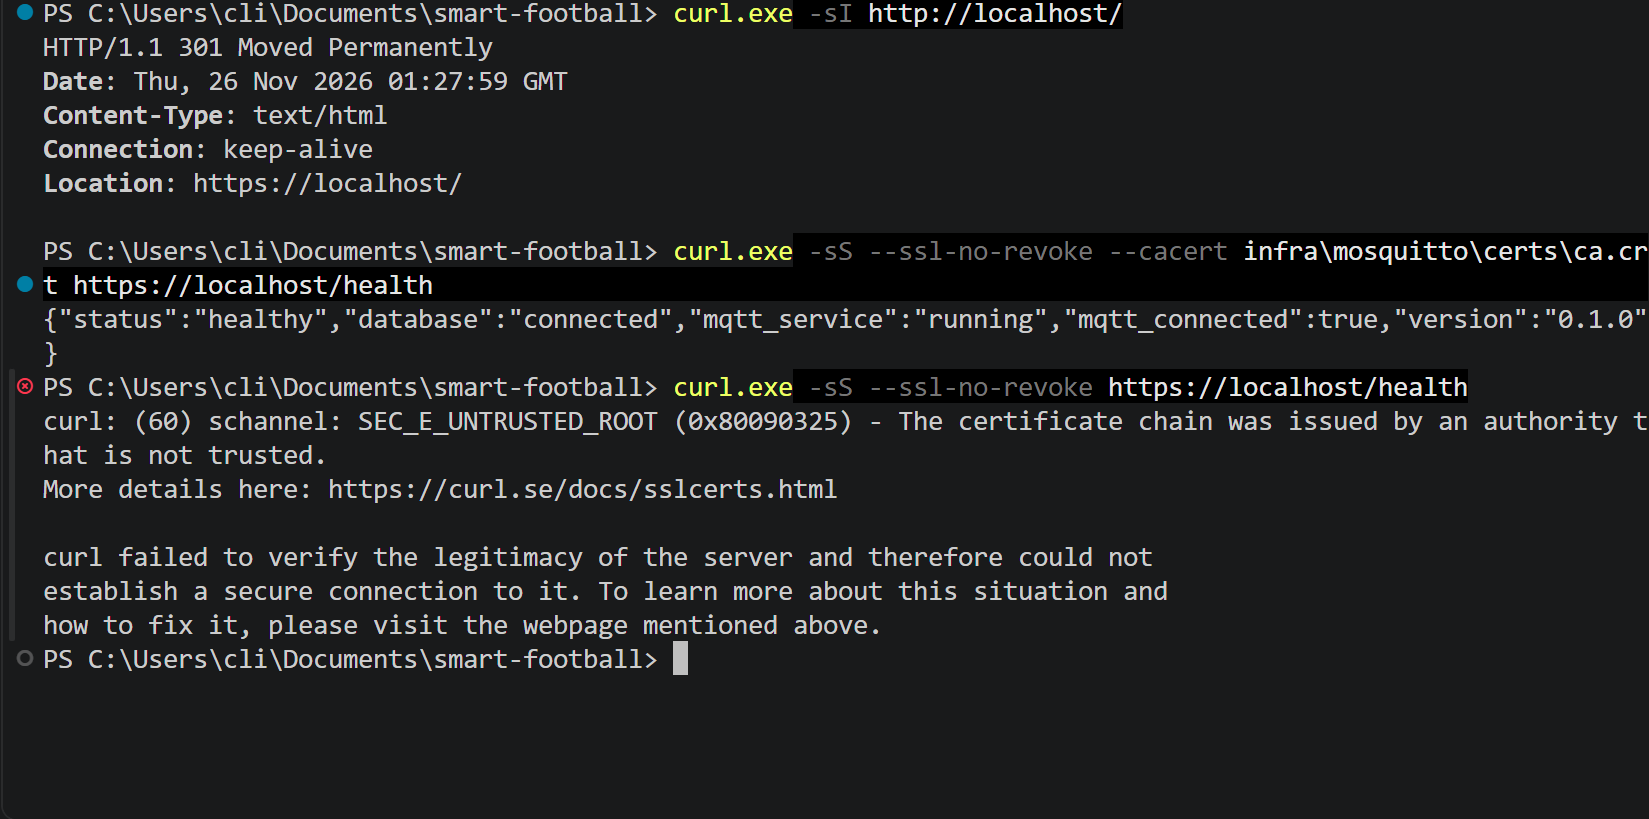 PS C:\Users\cli\Documents\smart-football> curl.exe -sI http://localhost/
HTTP/1.1 301 Moved Permanently
Date: Thu, 26 Nov 2026 01:27:59 GMT
Content-Type: text/html
Connection: keep-alive
Location: https://localhost/
PS C:\Users\cli\Documents\smart-football> curl.exe -sS --ssl-no-revoke --cacert infra\mosquitto\certs\ca.cr
t https://localhost/health
{"status":"healthy","database":"connected","mqtt_service":"running","mqtt_connected":true,"version":"0.1.0"
}
PS C:\Users\cli\Documents\smart-football> curl.exe -sS --ssl-no-revoke https://localhost/health
curl: (60) schannel: SEC_E_UNTRUSTED_ROOT (0x80090325) - The certificate chain was issued by an authority t
hat is not trusted.
More details here: https://curl.se/docs/sslcerts.html
curl failed to verify the legitimacy of the server and therefore could not
establish a secure connection to it. To learn more about this situation and
how to fix it, please visit the webpage mentioned above.
PS C:\Users\cli\Documents\smart-football>